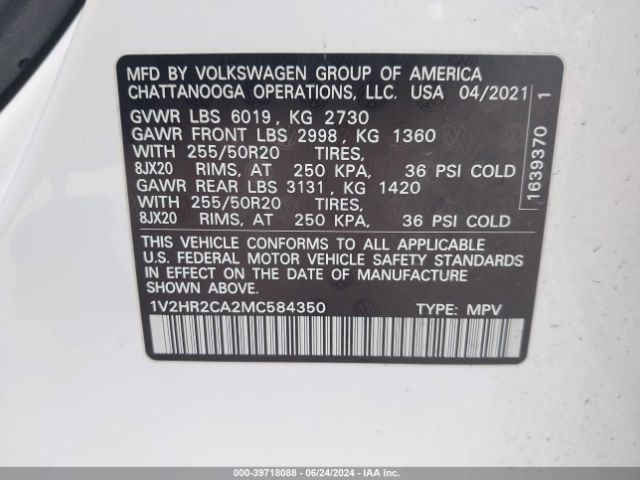 MFD BY VOLKSWAGEN GROUP OF AMERICA
CHATTANOOGA OPERATIONS, LLC. USA 04/2021
GVWR LBS 6019, KG 2730
GAWR FRONT LBS 2998, KG 1360
WITH 255/50R20 TIRES,
8JX20 RIMS, AT 250 KPA, 36 PSI COLD
GAWR REAR LBS 3131, KG 1420
WITH 255/50R20 TIRES,
8JX20 RIMS, AT 250 KPA, 36 PSI COLD
THIS VEHICLE CONFORMS TO ALL APPLICABLE
U.S. FEDERAL MOTOR VEHICLE SAFETY STANDARDS
IN EFFECT ON THE DATE OF MANUFACTURE
SHOWN ABOVE.
1V2HR2CA2MC584350 TYPE: MPV
1639370 1
000-39718088 - 06/24/2024 - IAAI.com